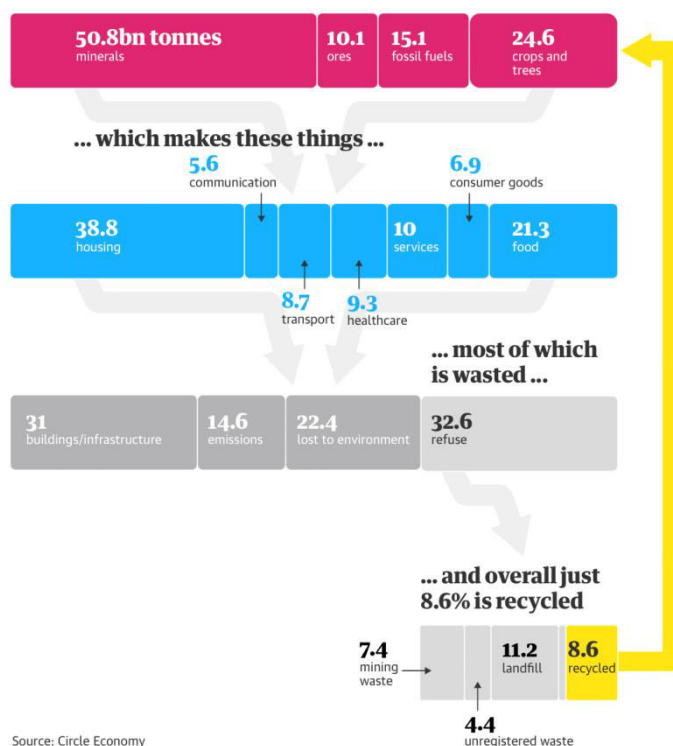 50.8bn tonnes
minerals
10.1
ores
15.1
fossil fuels
24.6
crops and
trees
... which makes these things ...
5.6
communication
6.9
consumer goods
38.8
housing
10
services
21.3
food
8.7
transport
9.3
healthcare
... most of which
is wasted ...
31
buildings/infrastructure
14.6
emissions
22.4
lost to environment
32.6
refuse
... and overall just
8.6% is recycled
7.4
mining
waste
11.2
landfill
8.6
recycled
4.4
unregistered waste
Source: Circle Economy